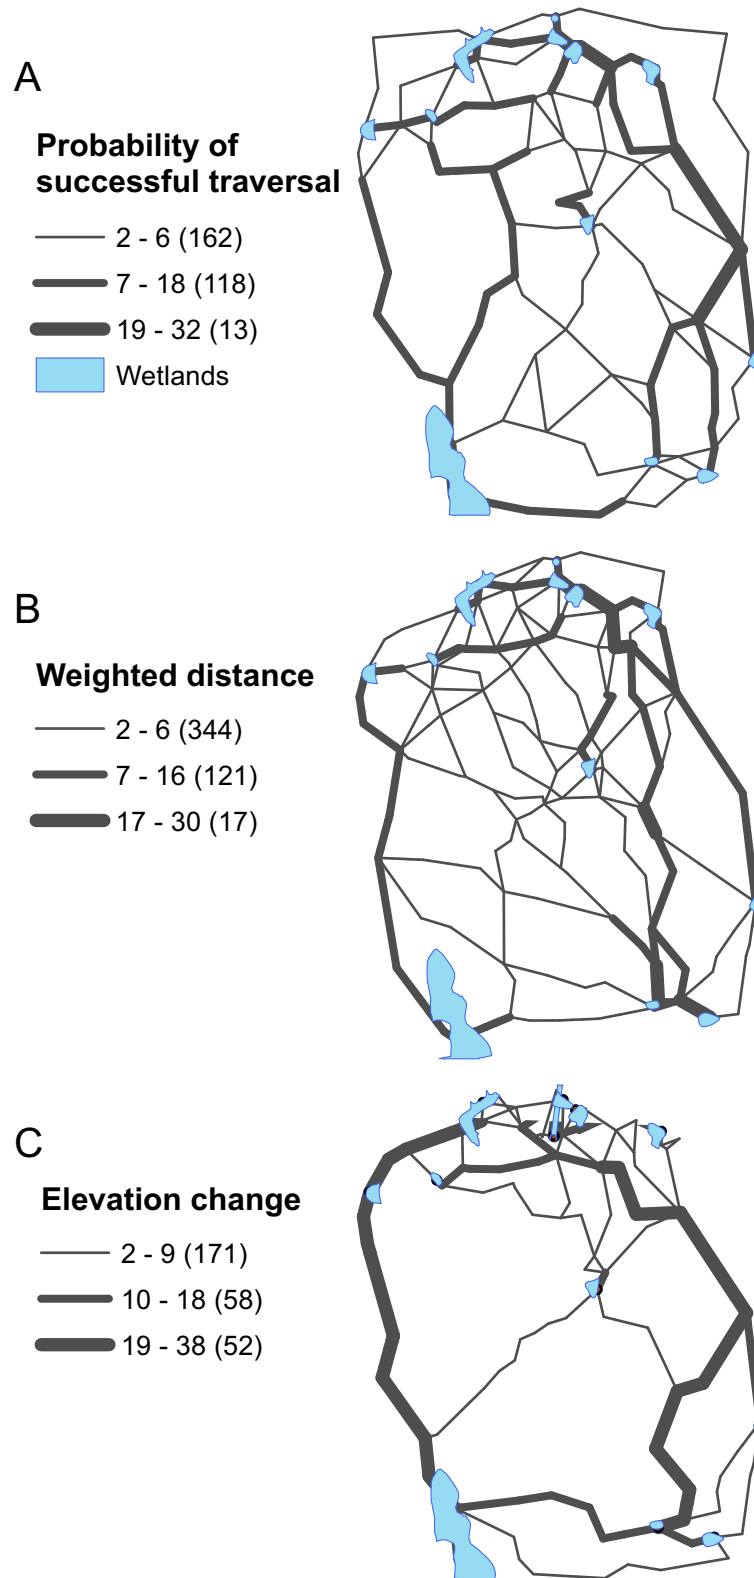 A
Probability of
successful traversal
2 - 6 (162)
7 - 18 (118)
19 - 32 (13)
Wetlands
B
Weighted distance
2 - 6 (344)
7 - 16 (121)
17 - 30 (17)
C
Elevation change
2 - 9 (171)
10 - 18 (58)
19 - 38 (52)